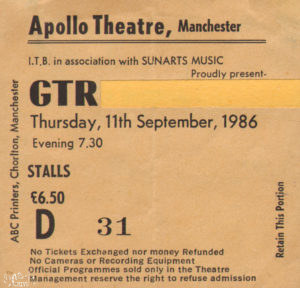 Apollo Theatre, Manchester
I.T.B. in association with SUNARTS MUSIC
Proudly present-
GTR
Thursday, 11th September, 1986
Evening 7.30
STALLS
£6.50
D 31
No Tickets Exchanged nor money Refunded
No Cameras or Recording Equipment
Official Programmes sold only in the Theatre
Management reserve the right to refuse admission
ABC Printers, Chorlton, Manchester
Retain This Portion